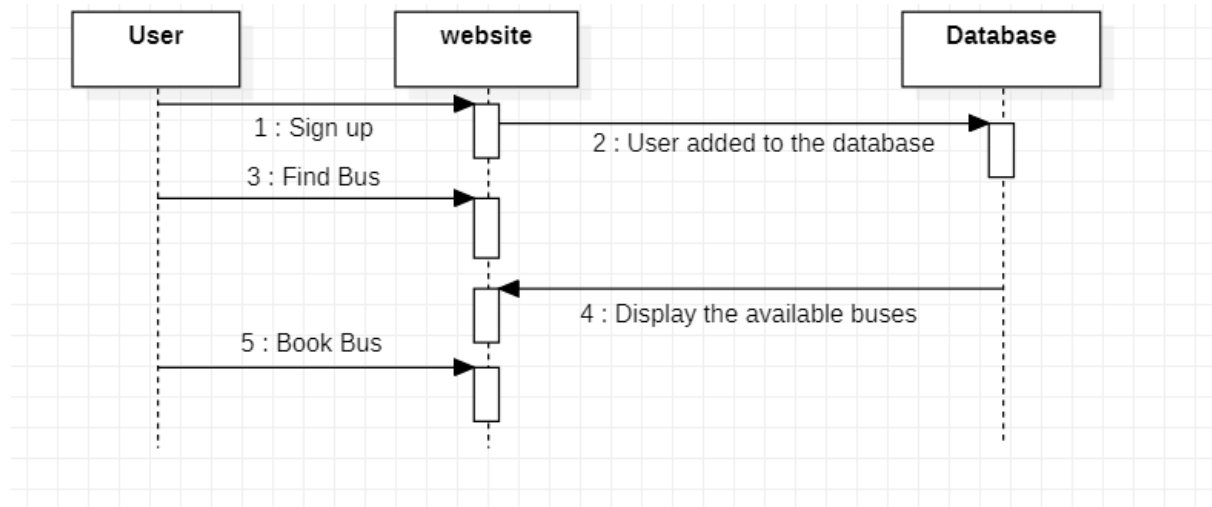 User
website
Database
1 : Sign up
2 : User added to the database
3 : Find Bus
4 : Display the available buses
5 : Book Bus